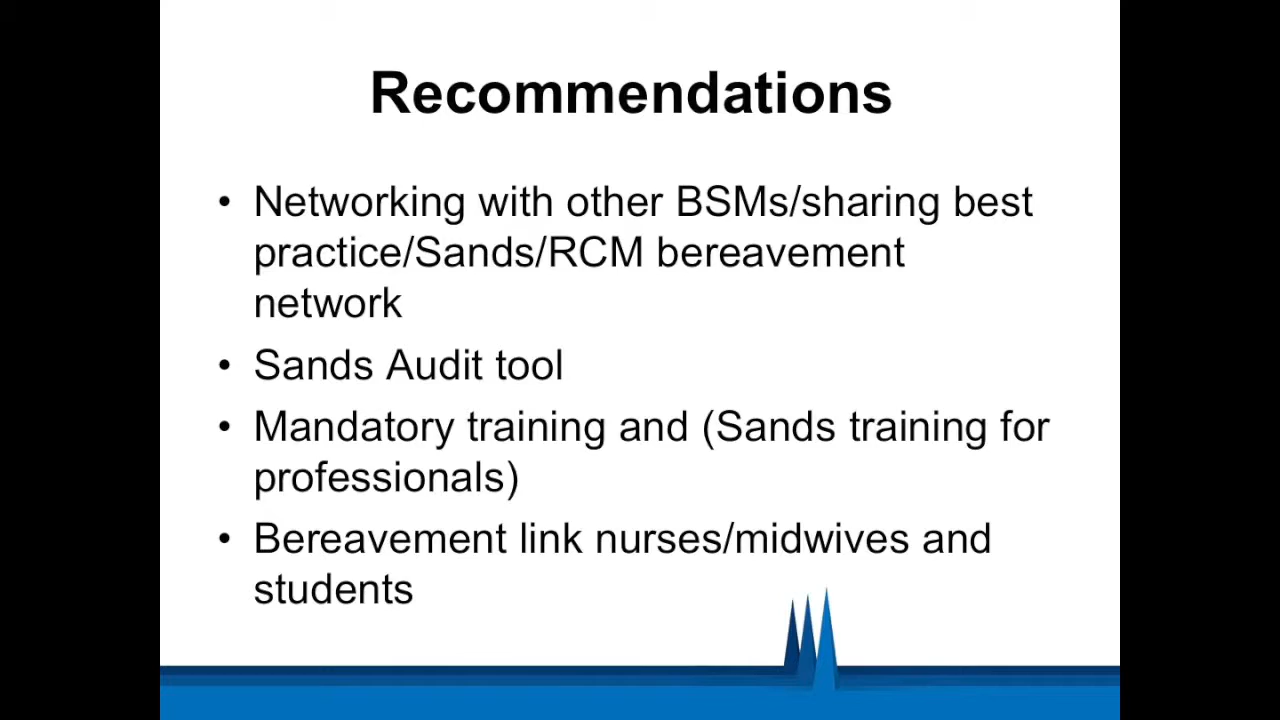 Recommendations
• Networking with other BSMs/sharing best
practice/Sands/RCM bereavement
network
• Sands Audit tool
• Mandatory training and (Sands training for
professionals)
• Bereavement link nurses/midwives and
students